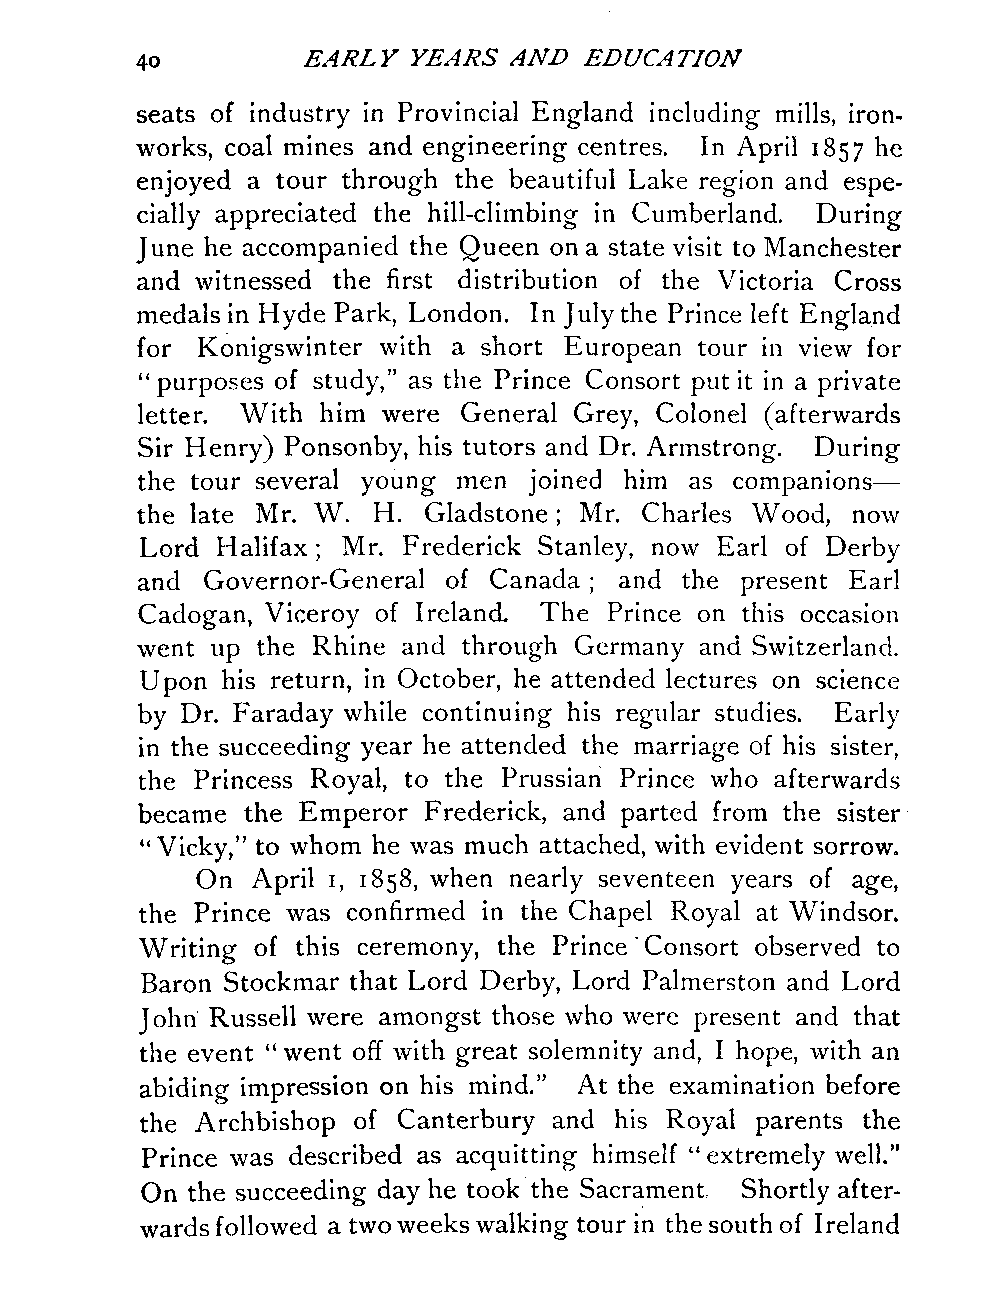 40 EARLY YEARS AND EDUCATION
seats of industry in Provincial England including mills, iron-
works, coal mines and engineering centres. In April 1857 he
enjoyed a tour through the beautiful Lake region and espe-
cially appreciated the hill-climbing in Cumberland. During
June he accompanied the Queen on a state visit to Manchester
and witnessed the first distribution of the Victoria Cross
medals in Hyde Park, London. In July the Prince left England
for Konigswinter with a short European tour in view for
“purposes of study,” as the Prince Consort put it in a private
letter. With him were General Grey, Colonel (afterwards
Sir Henry) Ponsonby, his tutors and Dr. Armstrong. During
the tour several young men joined him as companions—
the late Mr. W. H. Gladstone; Mr. Charles Wood, now
Lord Halifax; Mr. Frederick Stanley, now Earl of Derby
and Governor-General of Canada; and the present Earl
Cadogan, Viceroy of Ireland. The Prince on this occasion
went up the Rhine and through Germany and Switzerland.
Upon his return, in October, he attended lectures on science
by Dr. Faraday while continuing his regular studies. Early
in the succeeding year he attended the marriage of his sister,
the Princess Royal, to the Prussian Prince who afterwards
became the Emperor Frederick, and parted from the sister
“Vicky,” to whom he was much attached, with evident sorrow.
On April 1, 1858, when nearly seventeen years of age,
the Prince was confirmed in the Chapel Royal at Windsor.
Writing of this ceremony, the Prince Consort observed to
Baron Stockmar that Lord Derby, Lord Palmerston and Lord
John Russell were amongst those who were present and that
the event “went off with great solemnity and, I hope, with an
abiding impression on his mind.” At the examination before
the Archbishop of Canterbury and his Royal parents the
Prince was described as acquitting himself “extremely well.”
On the succeeding day he took the Sacrament. Shortly after-
wards followed a two weeks walking tour in the south of Ireland